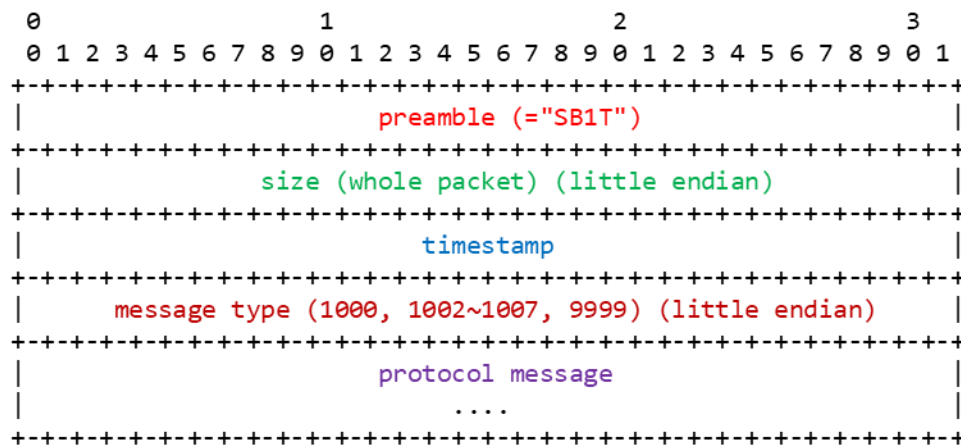 0                   1                   2                   3
0 1 2 3 4 5 6 7 8 9 0 1 2 3 4 5 6 7 8 9 0 1 2 3 4 5 6 7 8 9 0 1
+-+-+-+-+-+-+-+-+-+-+-+-+-+-+-+-+-+-+-+-+-+-+-+-+-+-+-+-+-+-+-+-+
| preamble (="SB1T") |
+-+-+-+-+-+-+-+-+-+-+-+-+-+-+-+-+-+-+-+-+-+-+-+-+-+-+-+-+-+-+-+-+
| size (whole packet) (little endian) |
+-+-+-+-+-+-+-+-+-+-+-+-+-+-+-+-+-+-+-+-+-+-+-+-+-+-+-+-+-+-+-+-+
| timestamp |
+-+-+-+-+-+-+-+-+-+-+-+-+-+-+-+-+-+-+-+-+-+-+-+-+-+-+-+-+-+-+-+-+
| message type (1000, 1002~1007, 9999) (little endian) |
+-+-+-+-+-+-+-+-+-+-+-+-+-+-+-+-+-+-+-+-+-+-+-+-+-+-+-+-+-+-+-+-+
| protocol message |
| .... |
+-+-+-+-+-+-+-+-+-+-+-+-+-+-+-+-+-+-+-+-+-+-+-+-+-+-+-+-+-+-+-+-+